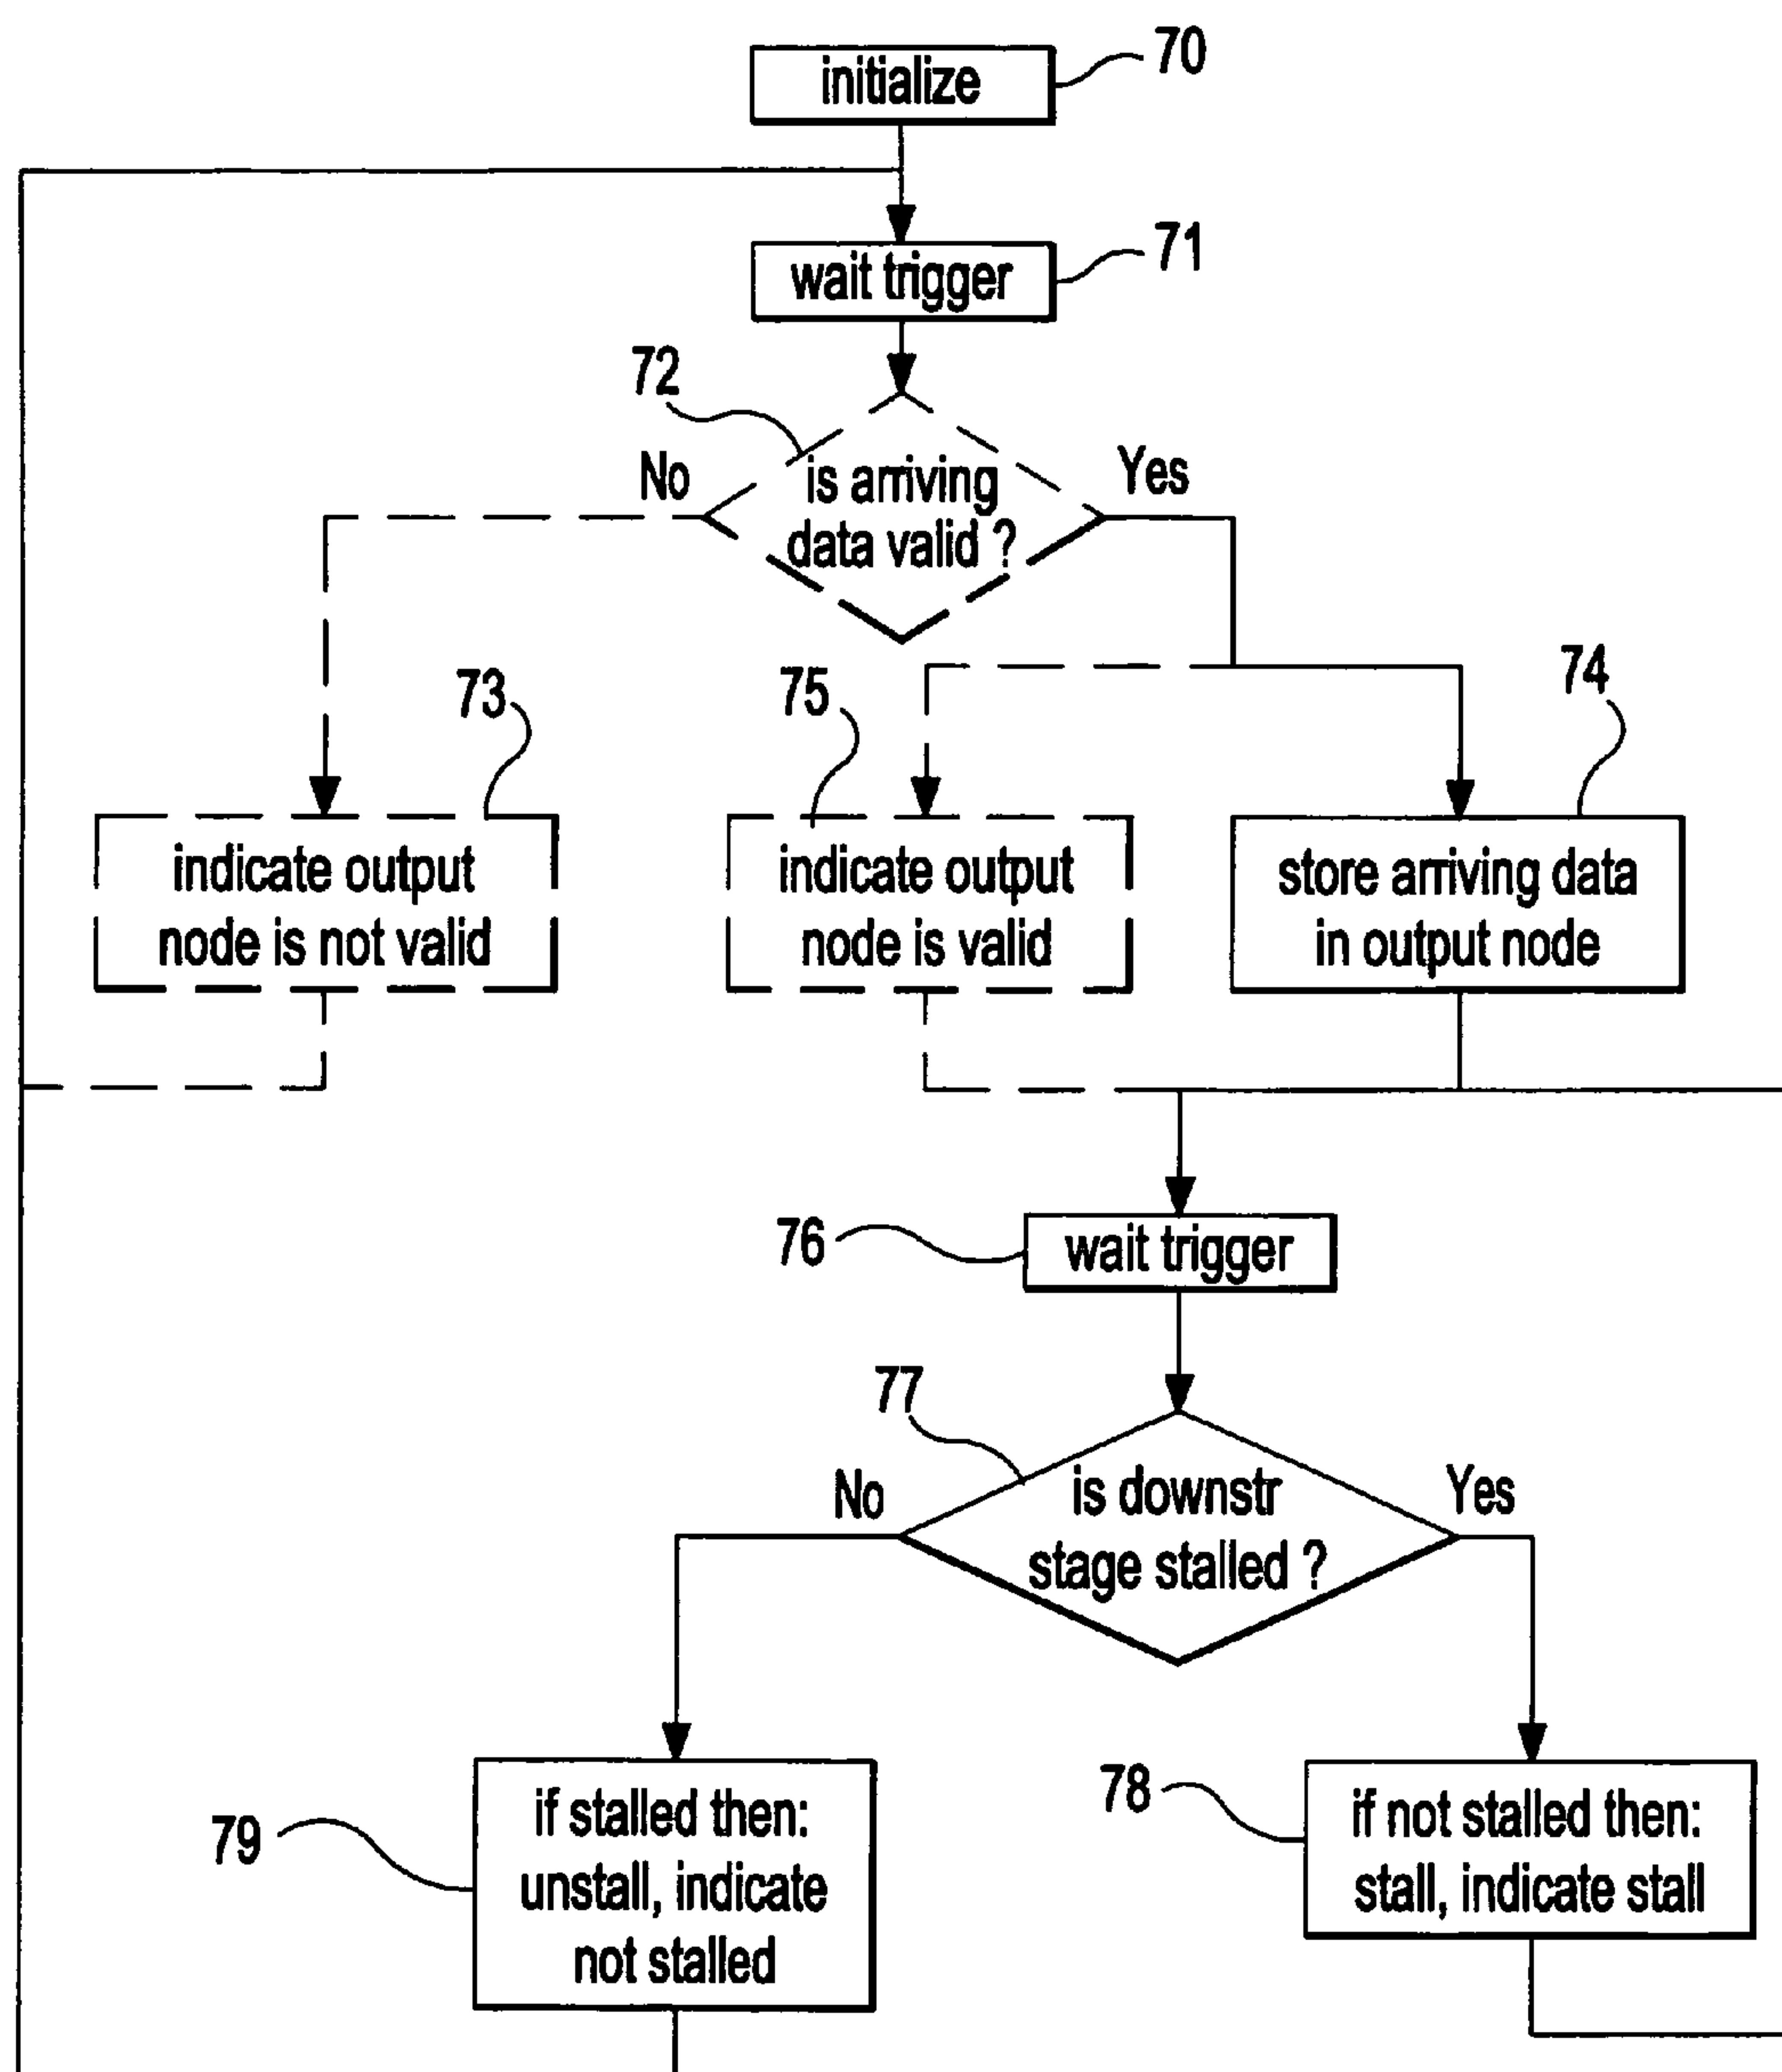 initialize
70
wait trigger
71
72
No
is arriving
data valid ?
Yes
73
75
74
indicate output
node is not valid
indicate output
node is valid
store arriving data
in output node
76
wait trigger
77
No
is downstr
stage stalled ?
Yes
79
if stalled then:
unstall, indicate
not stalled
78
if not stalled then:
stall, indicate stall